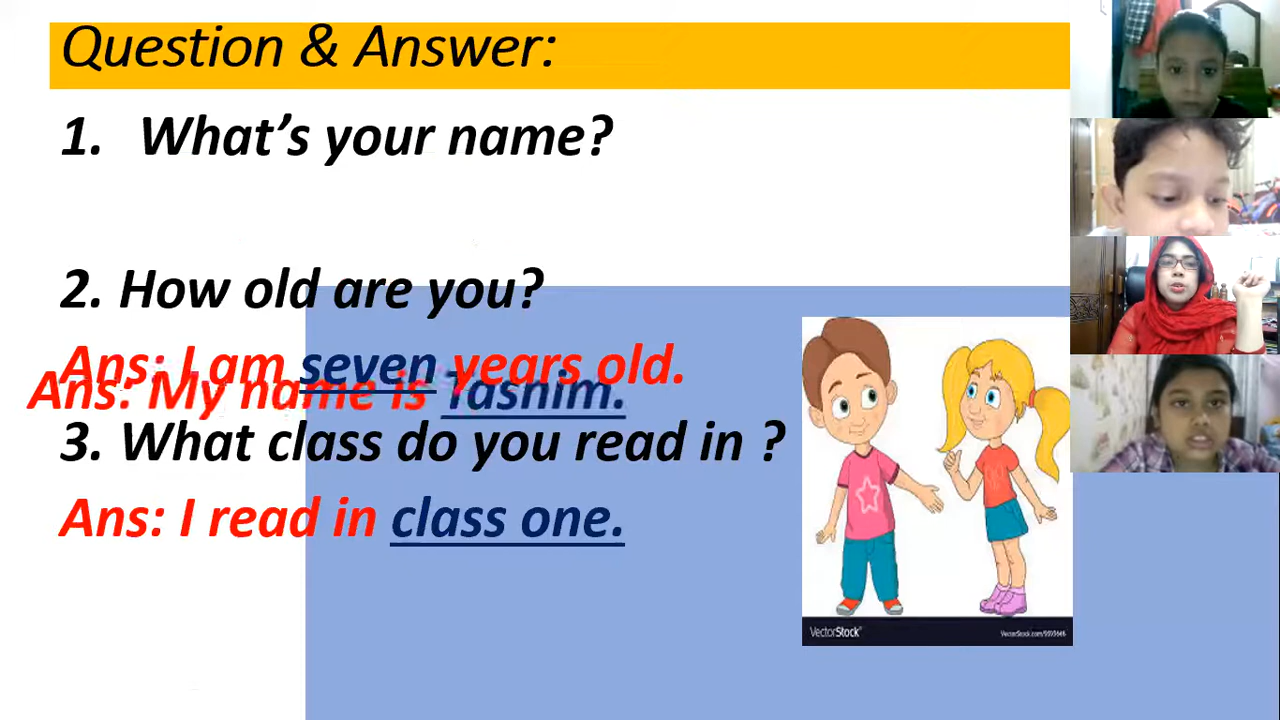 Question & Answer:
1. What's your name?
2. How old are you?
Ans: I am seven years old.
Ans: My name is Tasnim.
3. What class do you read in ?
Ans: I read in class one.
VectorStock®